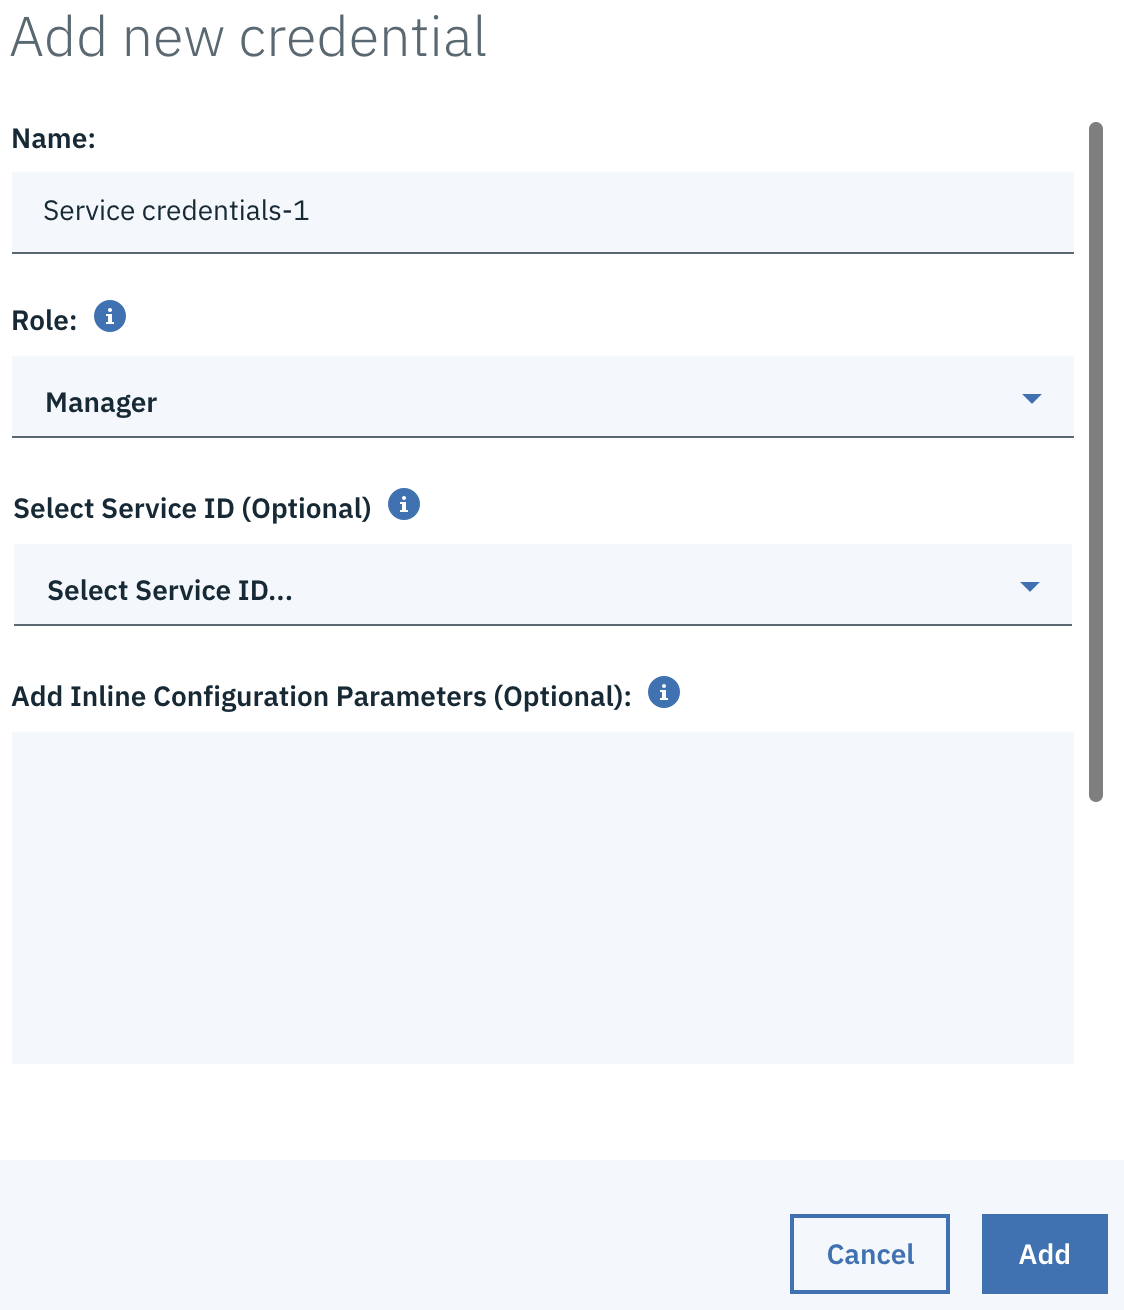 Add new credential
Name:
Service credentials-1
Role:
Manager
Select Service ID (Optional)
Select Service ID...
Add Inline Configuration Parameters (Optional):
Cancel
Add